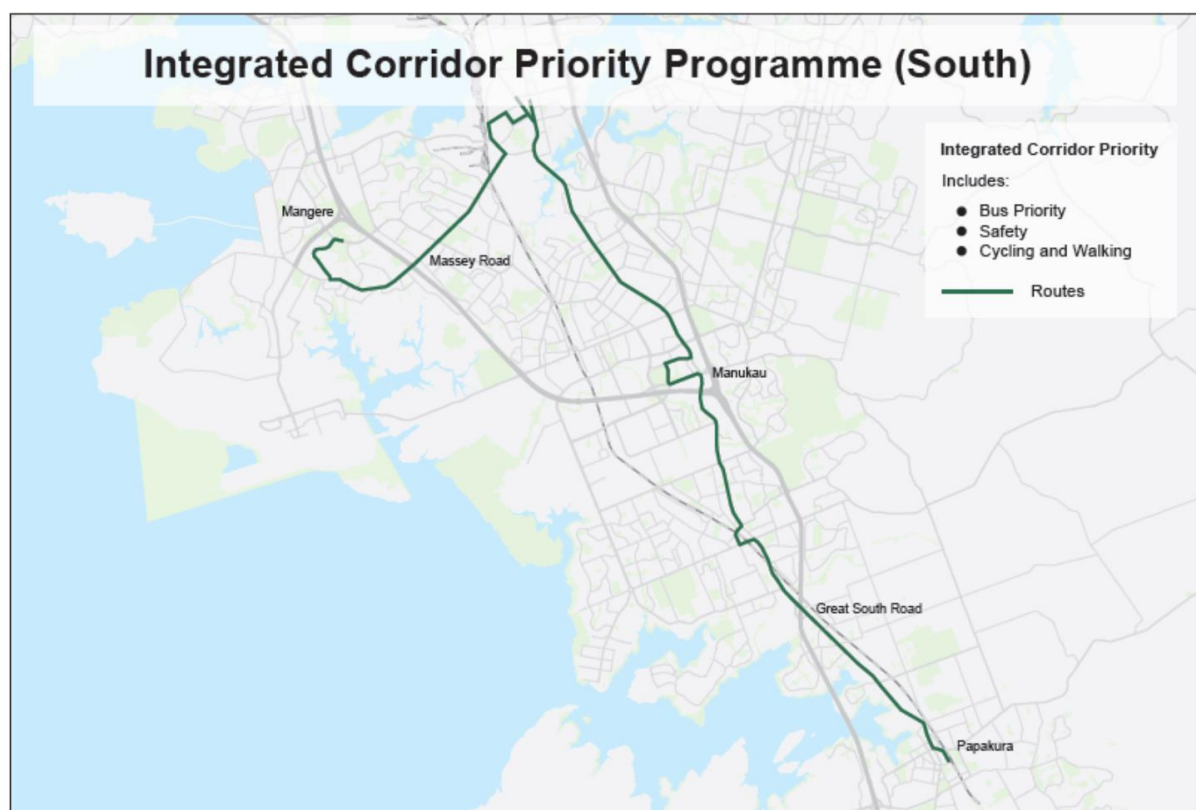 Integrated Corridor Priority Programme (South)
Integrated Corridor Priority
Includes:
● Bus Priority
● Safety
● Cycling and Walking
Routes
Mangere
Massey Road
Manukau
Great South Road
Papakura